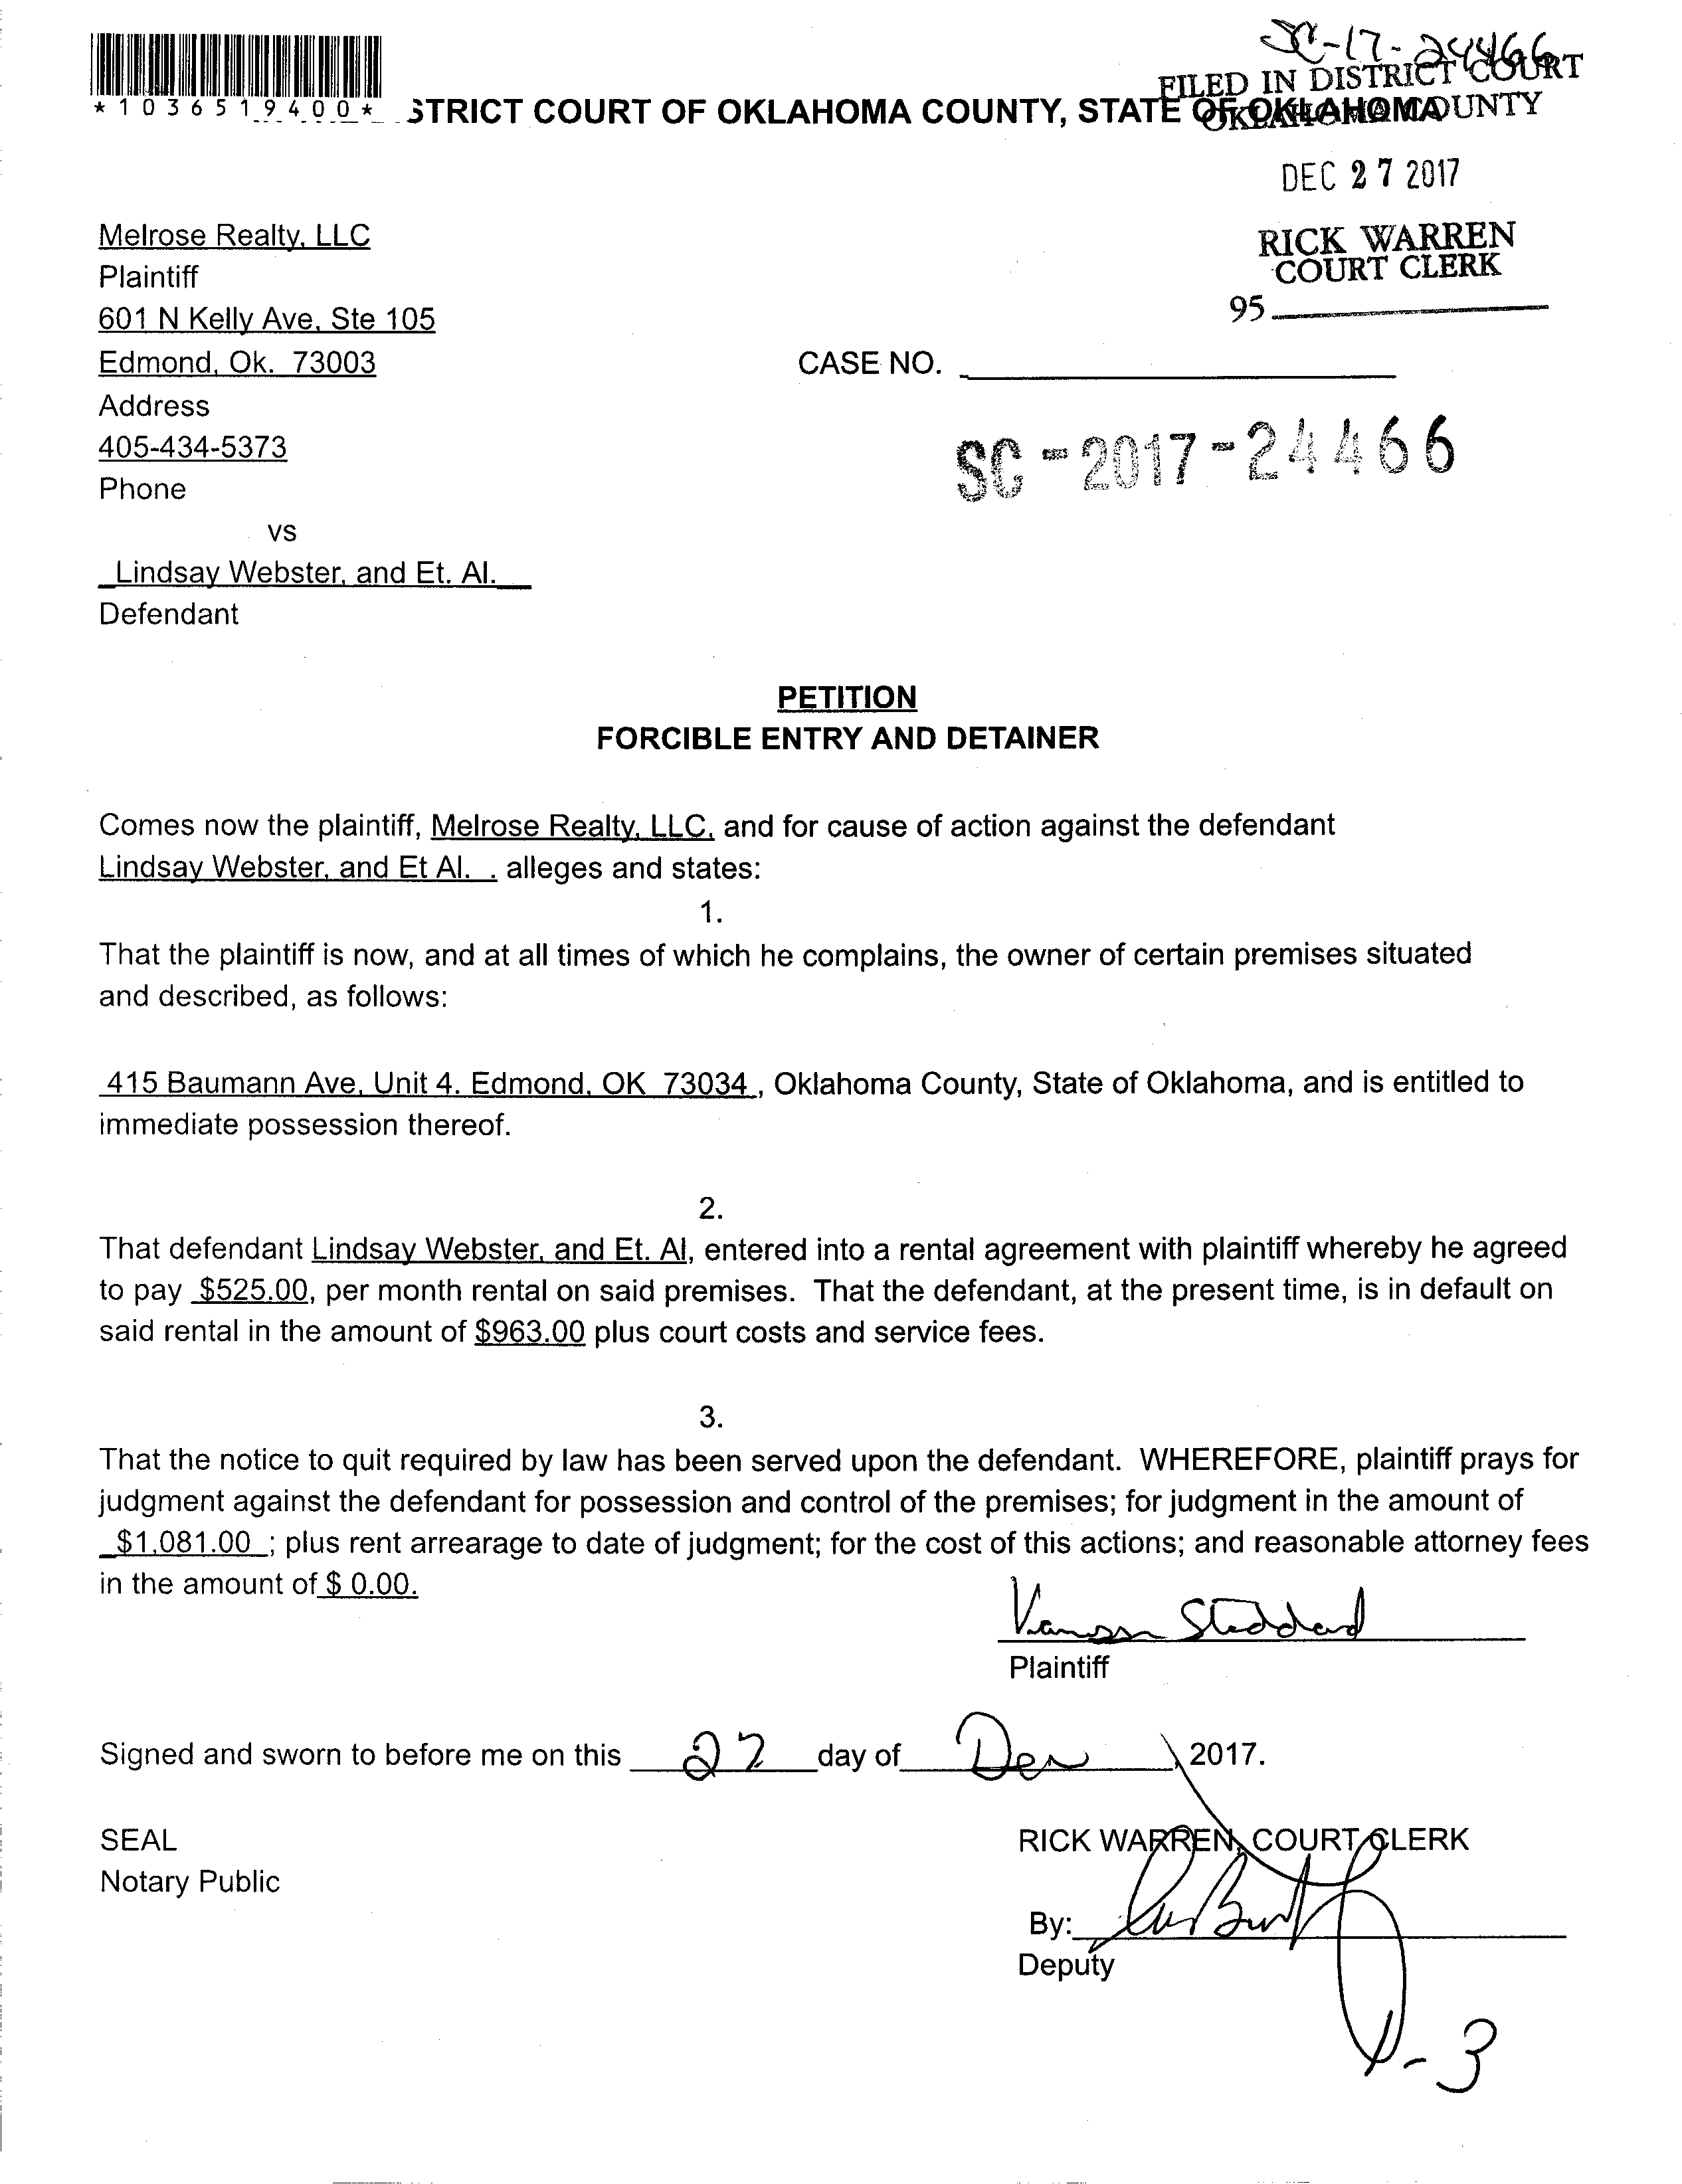 SC-17-24466
FILED IN DISTRICT COURT
OKLAHOMA COUNTY
*1036519400*
STRICT COURT OF OKLAHOMA COUNTY, STATE OF OKLAHOMA
DEC 27 2017
RICK WARREN
COURT CLERK
95
Melrose Realty, LLC
Plaintiff
601 N Kelly Ave, Ste 105
Edmond, Ok. 73003
CASE NO.
Address
405-434-5373
SC-2017-24466
Phone
vs
Lindsay Webster, and Et. Al.
Defendant
PETITION
FORCIBLE ENTRY AND DETAINER
Comes now the plaintiff, Melrose Realty, LLC, and for cause of action against the defendant
Lindsay Webster, and Et Al. . alleges and states:
1.
That the plaintiff is now, and at all times of which he complains, the owner of certain premises situated
and described, as follows:
415 Baumann Ave, Unit 4. Edmond, OK 73034 , Oklahoma County, State of Oklahoma, and is entitled to
immediate possession thereof.
2.
That defendant Lindsay Webster, and Et. Al, entered into a rental agreement with plaintiff whereby he agreed
to pay $525.00, per month rental on said premises. That the defendant, at the present time, is in default on
said rental in the amount of $963.00 plus court costs and service fees.
3.
That the notice to quit required by law has been served upon the defendant. WHEREFORE, plaintiff prays for
judgment against the defendant for possession and control of the premises; for judgment in the amount of
$1,081.00 ; plus rent arrearage to date of judgment; for the cost of this actions; and reasonable attorney fees
in the amount of $ 0.00.
Vanessa Stoddard
Plaintiff
Signed and sworn to before me on this 27 day of Dec, 2017.
SEAL
RICK WARREN, COURT CLERK
Notary Public
By:
Deputy
1-3